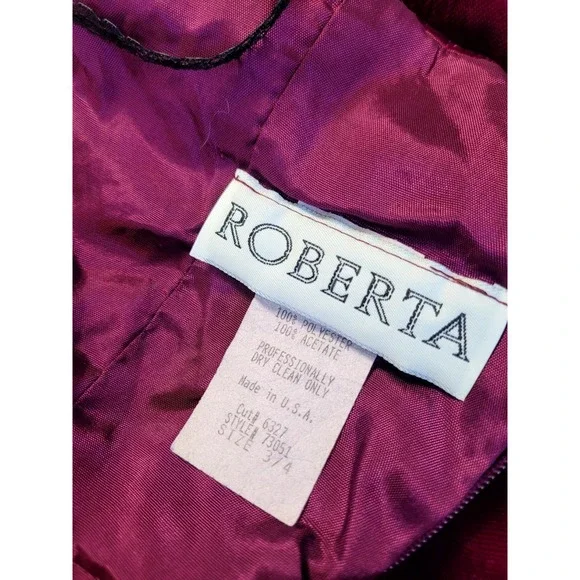 ROBERTA
100% POLYESTER
100% ACETATE
PROFESSIONALLY
DRY CLEAN ONLY
Made in U.S.A.
Cut# 6327
STYLE# 73051
SIZE 3/4